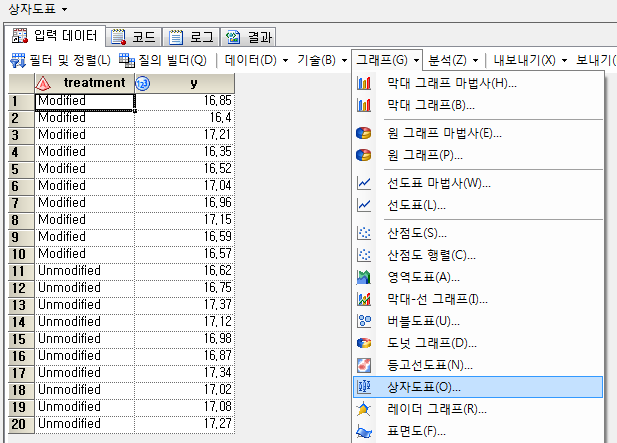 상자도표
입력 데이터 코드 로그 결과
필터 및 정렬(L) 질의 빌더(Q) 데이터(D) 기술(B) 그래프(G) 분석(Z) 내보내기(X) 보내기(
treatment y
1 Modified 16,85
2 Modified 16,4
3 Modified 17,21
4 Modified 16,35
5 Modified 16,52
6 Modified 17,04
7 Modified 16,96
8 Modified 17,15
9 Modified 16,59
10 Modified 16,57
11 Unmodified 16,62
12 Unmodified 16,75
13 Unmodified 17,37
14 Unmodified 17,12
15 Unmodified 16,98
16 Unmodified 16,87
17 Unmodified 17,34
18 Unmodified 17,02
19 Unmodified 17,08
20 Unmodified 17,27
막대 그래프 마법사(H)...
막대 그래프(B)...
원 그래프 마법사(E)...
원 그래프(P)...
선도표 마법사(W)...
선도표(L)...
산점도(S)...
산점도 행렬(C)...
영역도표(A)...
막대-선 그래프(I)...
버블도표(U)...
도넛 그래프(D)...
등고선도표(N)...
상자도표(O)...
레이더 그래프(R)...
표면도(F)...